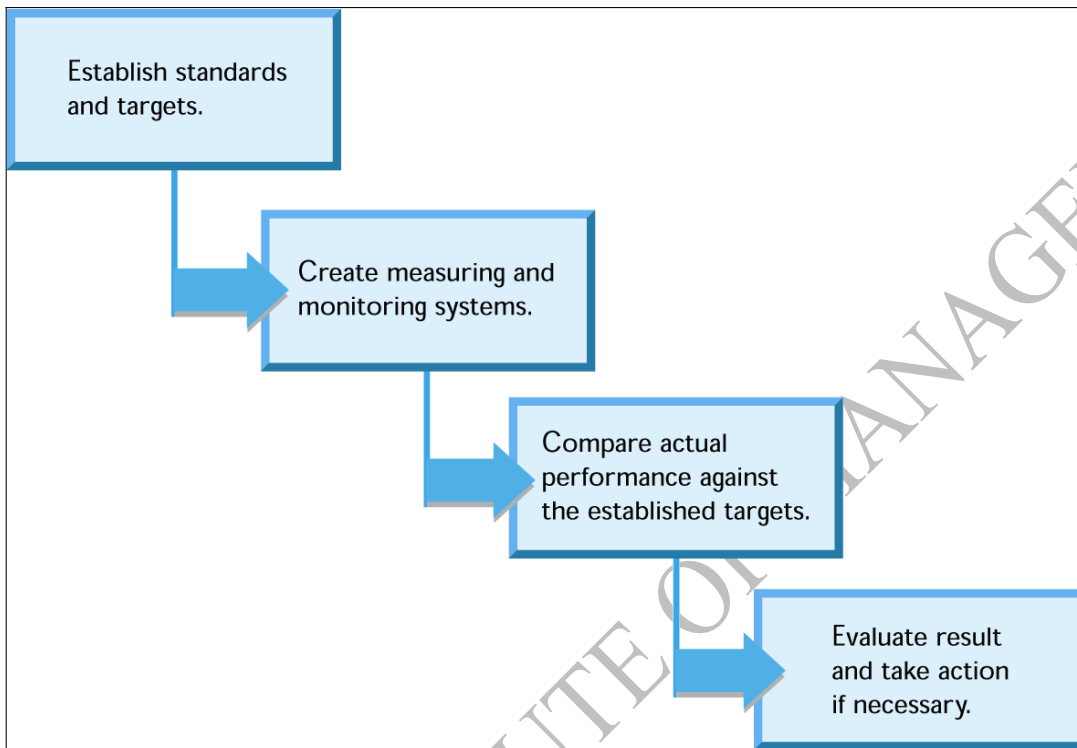 Establish standards
and targets.
Create measuring and
monitoring systems.
Compare actual
performance against
the established targets.
Evaluate result
and take action
if necessary.